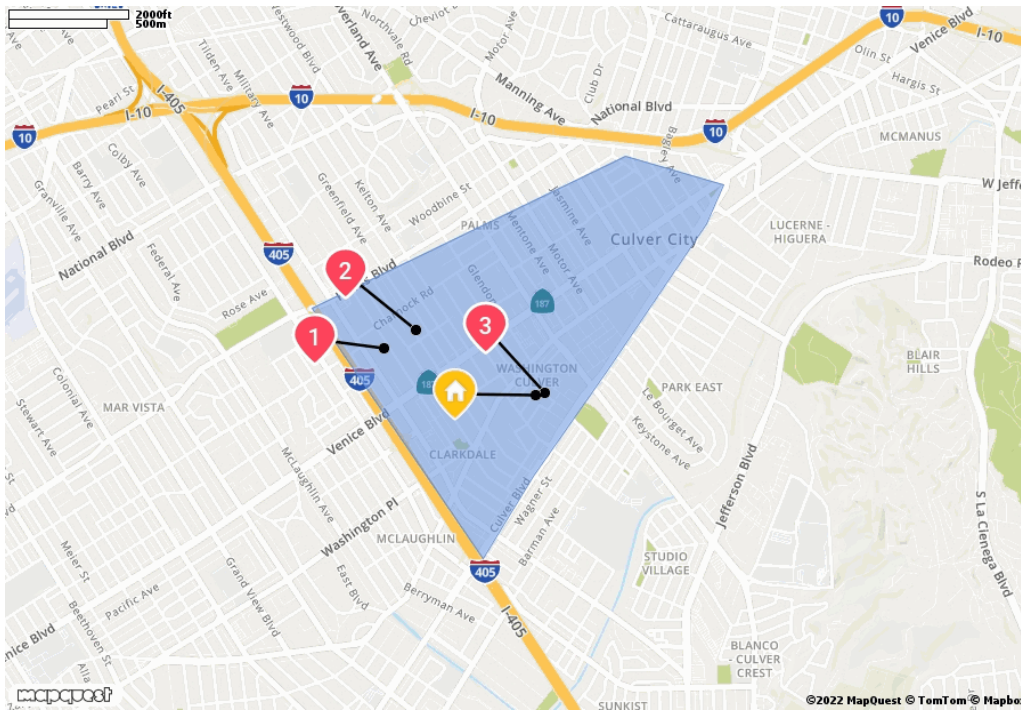 2000ft
500m
Westwood Blvd
Overland Ave
Northvale Rd
Cheviot
Motor Ave
Cattaraugus Ave
Venice Blvd
I-10
10
Olin St
Hargis St
Tilden Ave
Military Ave
Pearl St
I-405
I-10
10
10
I-10
Manning Ave
Club Dr
National Blvd
10
Bagley Ave
MCMANUS
W Jeff
Colby Ave
Barry Ave
Granville Ave
Greenfield Ave
Kelton Ave
Woodbine St
PALMS
Jasmine Ave
Mentone Ave
Motor Ave
Culver City
LUCERNE -
HIGUERA
Rodeo R
National Blvd
Federal Ave
405
Rose Ave
2
Blvd
Charnock Rd
Glendon
187
1
3
405
187
WASHINGTON
CULVER
PARK EAST
BLAIR
HILLS
Colonial Ave
Stewart Ave
MAR VISTA
Venice Blvd
CLARKDALE
Le Bourget Ave
Keystone Ave
Jefferson Blvd
S La Cienega Blvd
McLaughlin Ave
Washington Pl
Culver Blvd
Wagner St
Barman Ave
MCLAUGHLIN
405
STUDIO
VILLAGE
Meier St
Pacific Ave
Grand View Blvd
East Blvd
Berryman Ave
I-405
Beethoven St
nice Blvd
Alla
BLANCO
- CULVER
CREST
SUNKIST
mapquest
©2022 MapQuest © TomTom © Mapbo